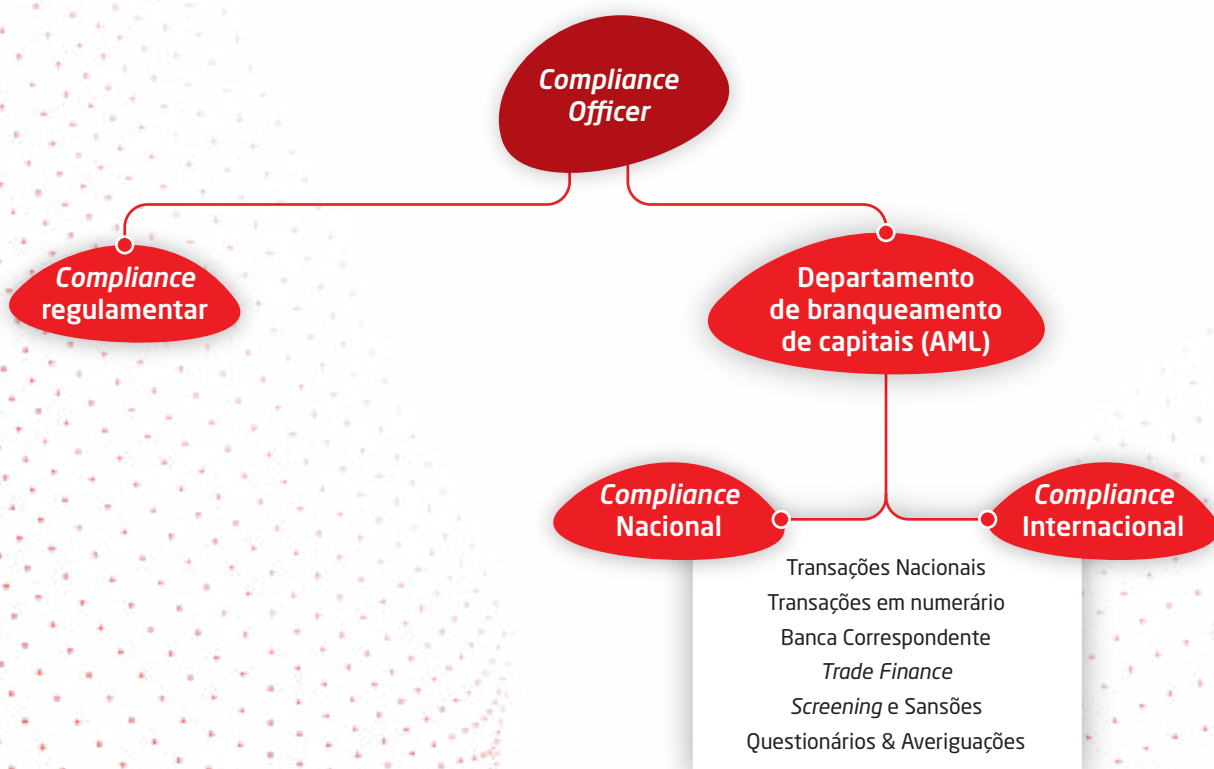 Compliance
Officer
Compliance
regulamentar
Departamento
de branqueamento
de capitais (AML)
Compliance
Nacional
Compliance
Internacional
Transações Nacionais
Transações em numerário
Banca Correspondente
Trade Finance
Screening e Sansões
Questionários & Averiguações